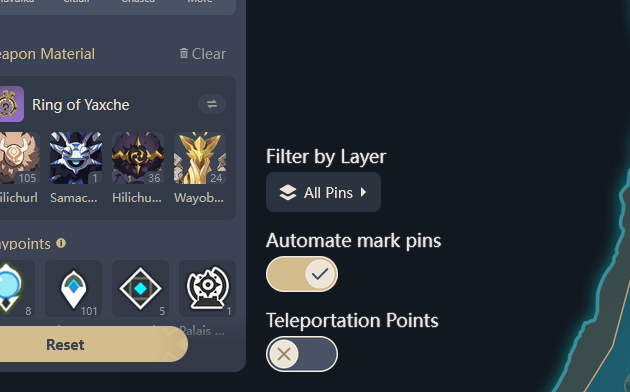 eapon Material
Clear
Ring of Yaxche
105
1
36
24
ilichurl
Samac...
Hilichu...
Wayob...
ypoints
8
101
5
1
Palais ...
Reset
Filter by Layer
All Pins
Automate mark pins
Teleportation Points